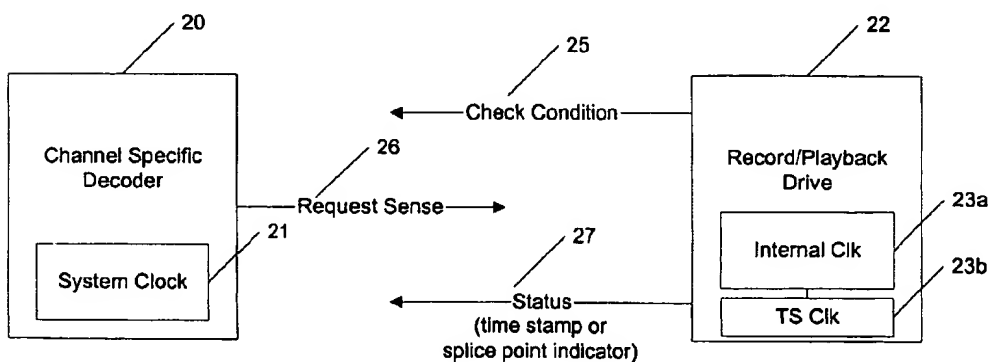 20
25
22
Check Condition
Channel Specific
Decoder
26
Request Sense
Record/Playback
Drive
23a
21
27
Internal Clk
23b
System Clock
Status
(time stamp or
splice point indicator)
TS Clk